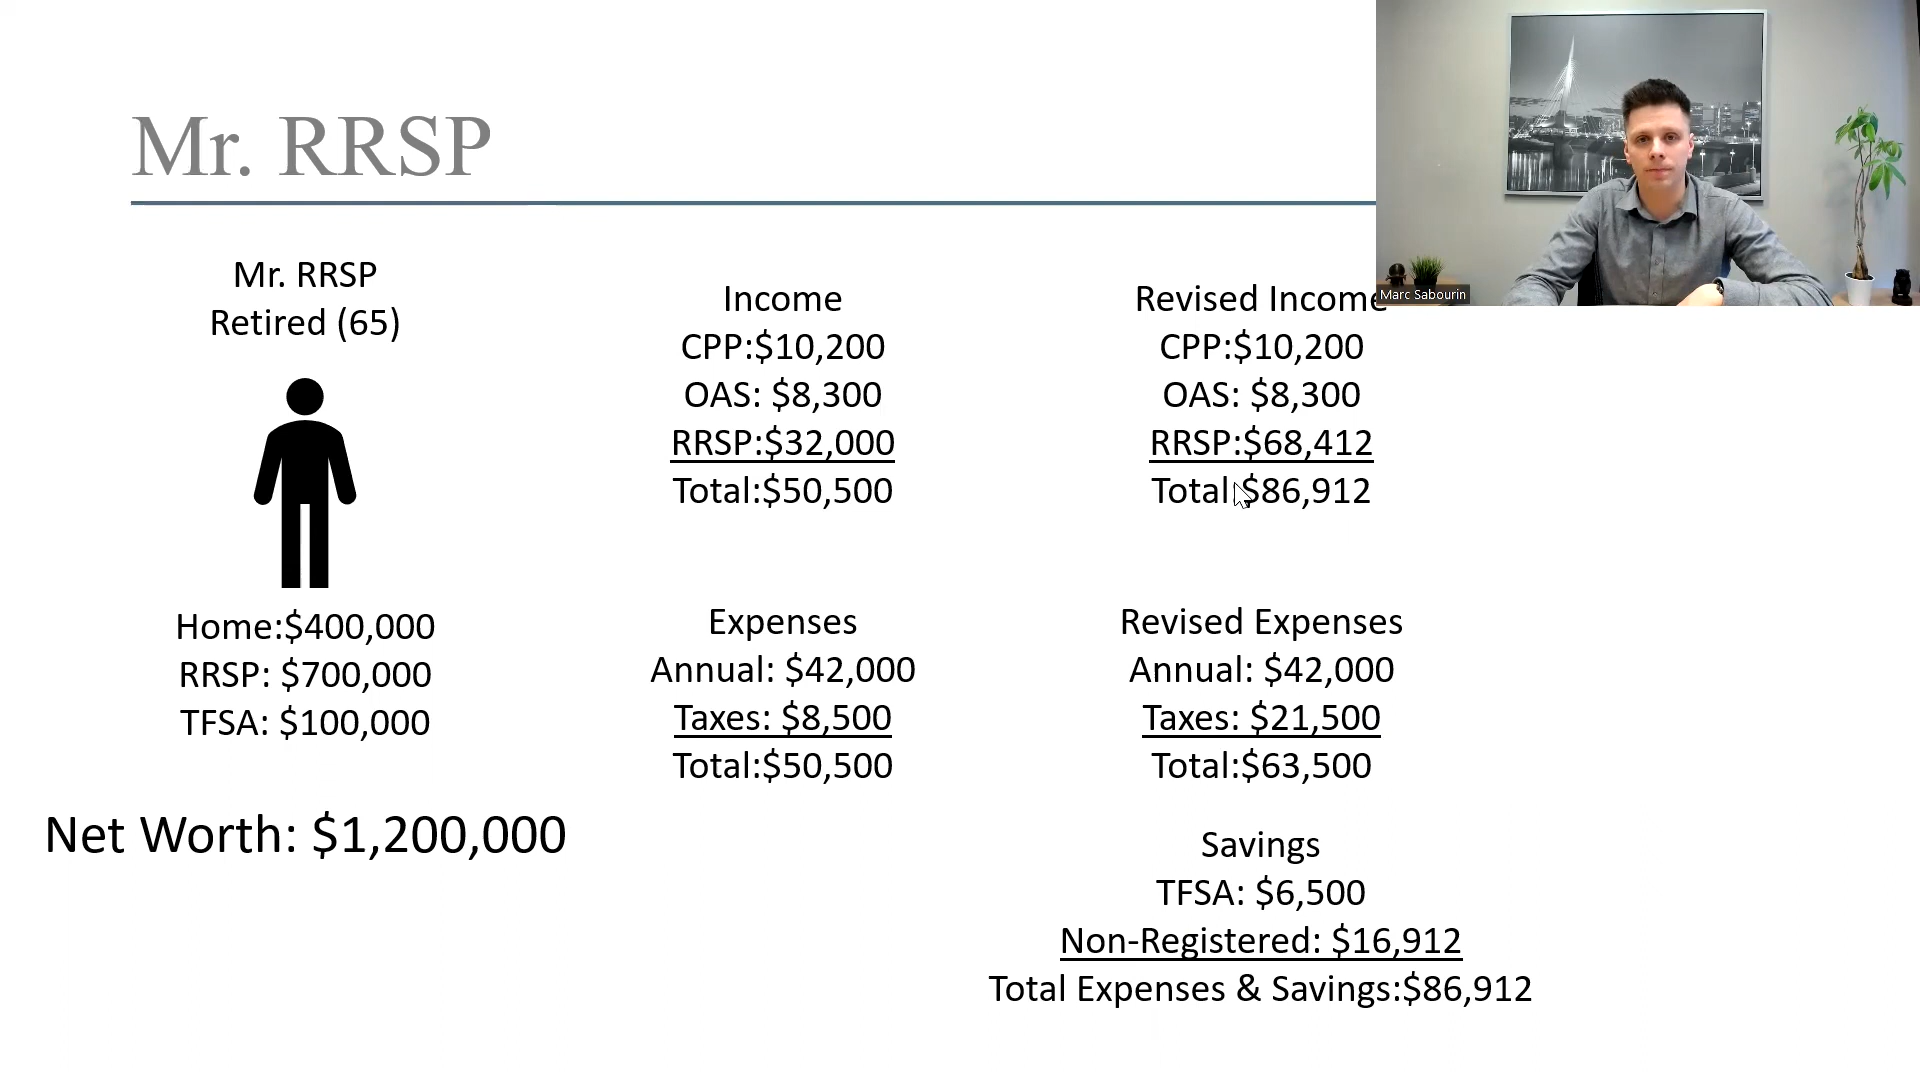 Mr. RRSP
Mr. RRSP
Retired (65)
Home:$400,000
RRSP: $700,000
TFSA: $100,000
Net Worth: $1,200,000
Income
CPP:$10,200
OAS: $8,300
RRSP:$32,000
Total:$50,500
Expenses
Annual: $42,000
Taxes: $8,500
Total:$50,500
Revised Income
CPP:$10,200
OAS: $8,300
RRSP:$68,412
Total:$86,912
Revised Expenses
Annual: $42,000
Taxes: $21,500
Total:$63,500
Savings
TFSA: $6,500
Non-Registered: $16,912
Total Expenses & Savings:$86,912
Marc Sabourin